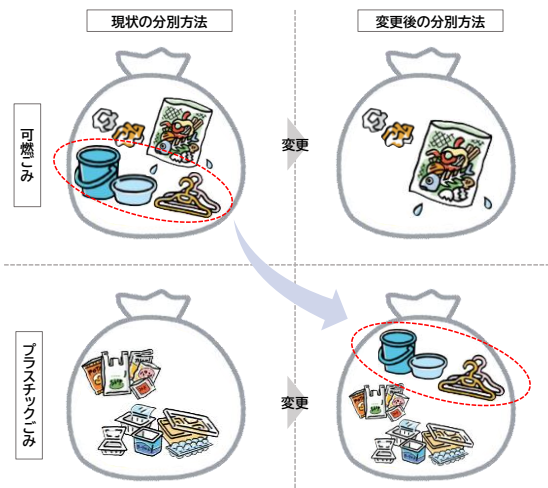 現状の分別方法
変更後の分別方法
可燃ごみ
変更
プラスチックごみ
変更